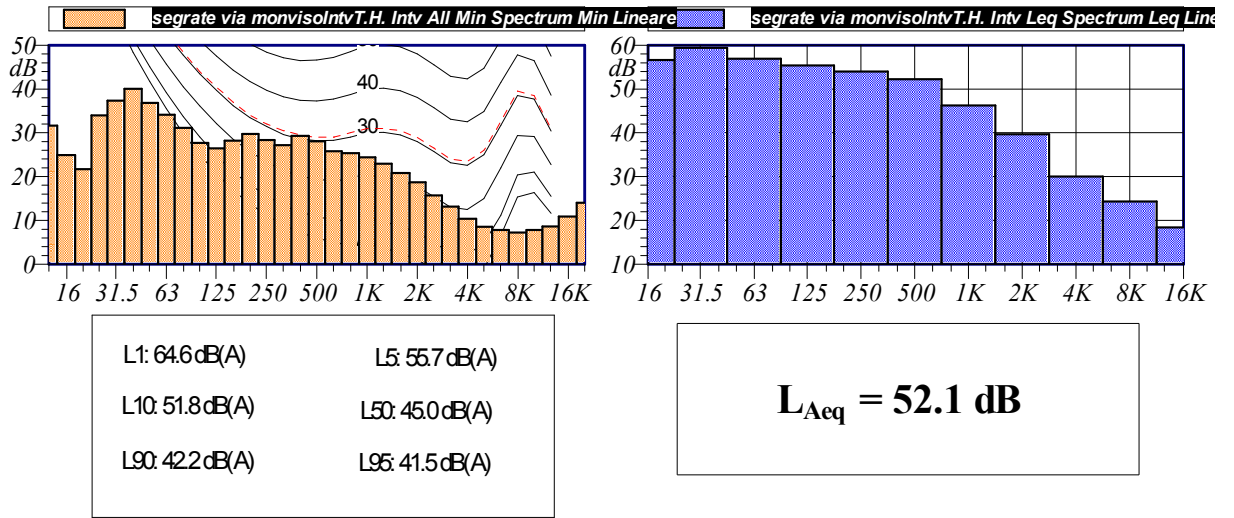 segrate via monvisoIntvT.H. Intv All Min Spectrum Min Lineare
50
dB
40
30
20
10
0
40
30
16 31.5 63 125 250 500 1K 2K 4K 8K 16K
segrate via monvisoIntvT.H. Intv Leq Spectrum Leq Line
60
dB
50
40
30
20
10
16 31.5 63 125 250 500 1K 2K 4K 8K 16K
L1: 64.6 dB(A) L5: 55.7 dB(A)
L10: 51.8 dB(A) L50: 45.0 dB(A)
L90: 42.2 dB(A) L95: 41.5 dB(A)
LAeq = 52.1 dB